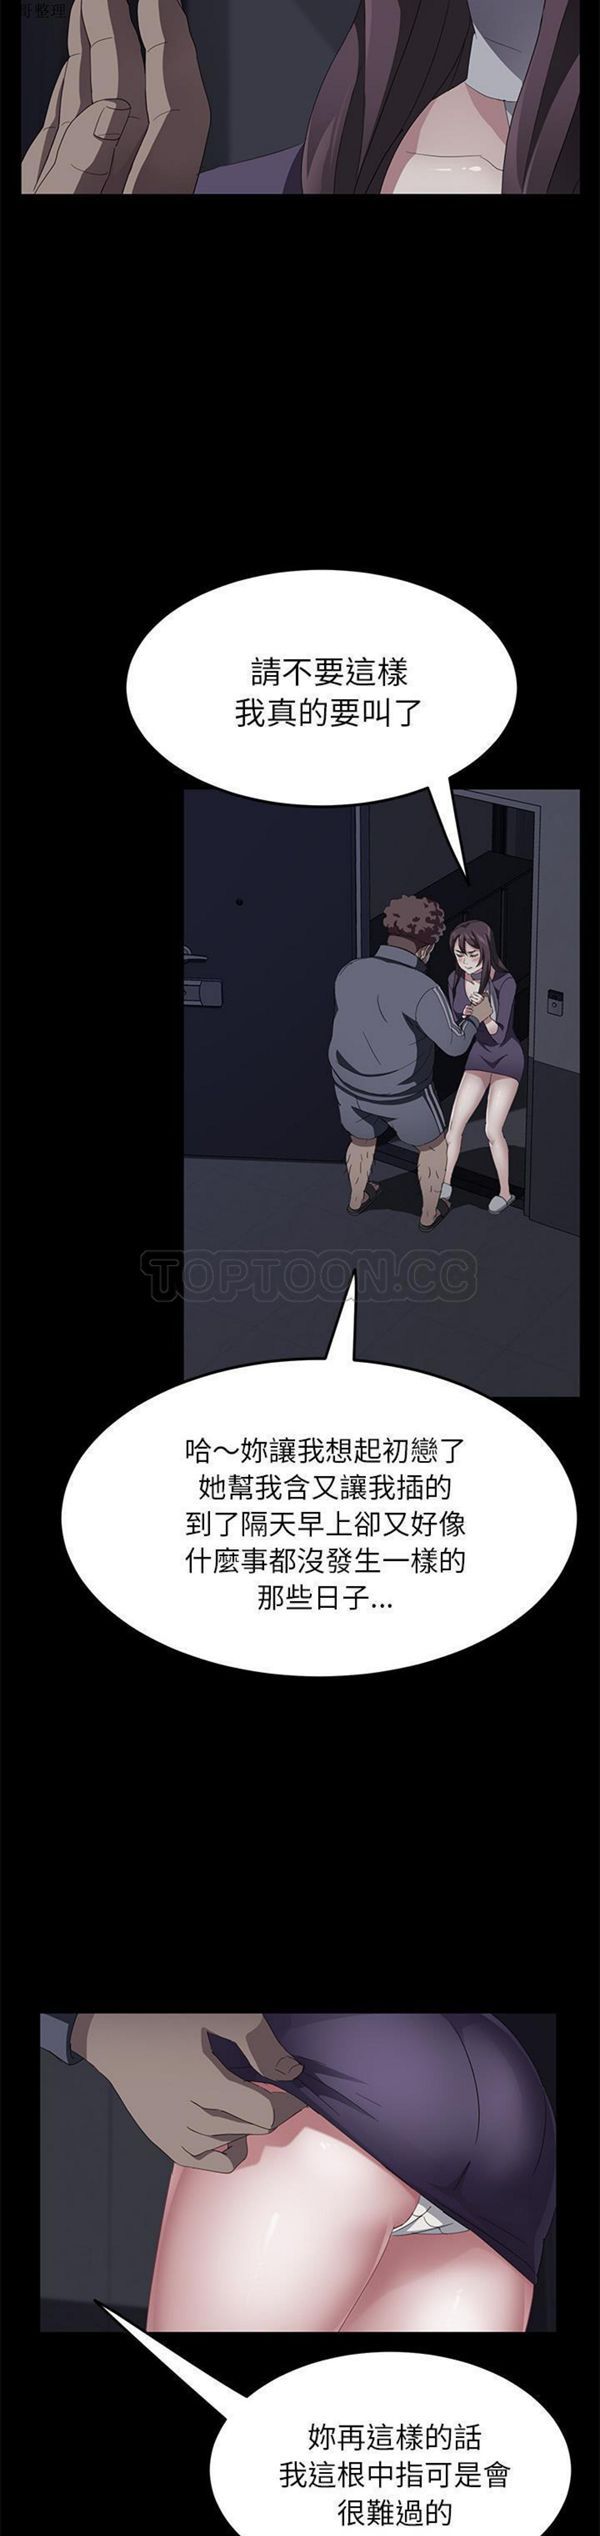 哥整理
請不要這樣
我真的要叫了
TOPTOON.CC
哈～妳讓我想起初戀了
她幫我含又讓我插的
到了隔天早上卻又好像
什麼事都沒發生一樣的
那些日子...
妳再這樣的話
我這根中指可是會
很難過的